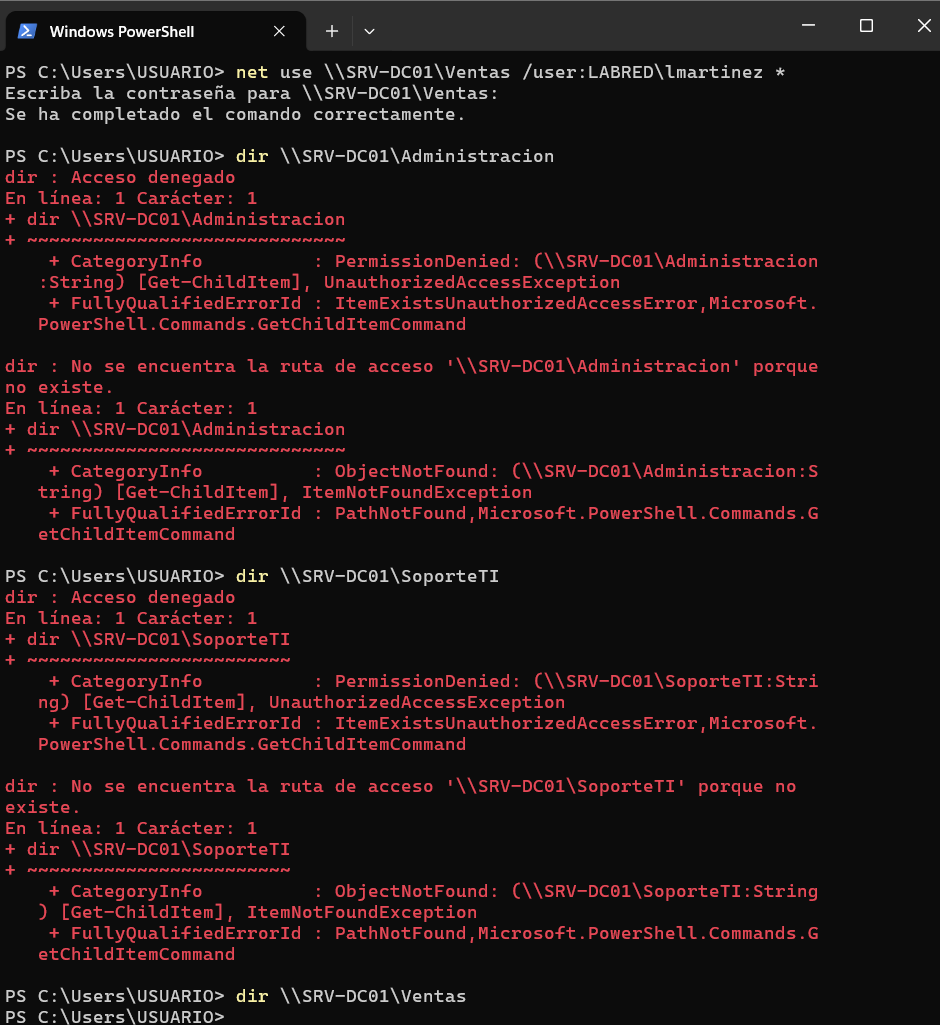 Windows PowerShell
PS C:\Users\USUARIO> net use \\SRV-DC01\Ventas /user:LABRED\lmartinez *
Escriba la contraseña para \\SRV-DC01\Ventas:
Se ha completado el comando correctamente.
PS C:\Users\USUARIO> dir \\SRV-DC01\Administracion
dir : Acceso denegado
En línea: 1 Carácter: 1
+ dir \\SRV-DC01\Administracion
+ ~~~~~~~~~~~~~~~~~~~~~~~~~~~~~
    + CategoryInfo          : PermissionDenied: (\\SRV-DC01\Administracion
   :String) [Get-ChildItem], UnauthorizedAccessException
    + FullyQualifiedErrorId : ItemExistsUnauthorizedAccessError,Microsoft.
   PowerShell.Commands.GetChildItemCommand
dir : No se encuentra la ruta de acceso '\\SRV-DC01\Administracion' porque
no existe.
En línea: 1 Carácter: 1
+ dir \\SRV-DC01\Administracion
+ ~~~~~~~~~~~~~~~~~~~~~~~~~~~~~
    + CategoryInfo          : ObjectNotFound: (\\SRV-DC01\Administracion:S
   tring) [Get-ChildItem], ItemNotFoundException
    + FullyQualifiedErrorId : PathNotFound,Microsoft.PowerShell.Commands.G
   etChildItemCommand
PS C:\Users\USUARIO> dir \\SRV-DC01\SoporteTI
dir : Acceso denegado
En línea: 1 Carácter: 1
+ dir \\SRV-DC01\SoporteTI
+ ~~~~~~~~~~~~~~~~~~~~~~~~
    + CategoryInfo          : PermissionDenied: (\\SRV-DC01\SoporteTI:Stri
   ng) [Get-ChildItem], UnauthorizedAccessException
    + FullyQualifiedErrorId : ItemExistsUnauthorizedAccessError,Microsoft.
   PowerShell.Commands.GetChildItemCommand
dir : No se encuentra la ruta de acceso '\\SRV-DC01\SoporteTI' porque no
existe.
En línea: 1 Carácter: 1
+ dir \\SRV-DC01\SoporteTI
+ ~~~~~~~~~~~~~~~~~~~~~~~~
    + CategoryInfo          : ObjectNotFound: (\\SRV-DC01\SoporteTI:String
   ) [Get-ChildItem], ItemNotFoundException
    + FullyQualifiedErrorId : PathNotFound,Microsoft.PowerShell.Commands.G
   etChildItemCommand
PS C:\Users\USUARIO> dir \\SRV-DC01\Ventas
PS C:\Users\USUARIO>